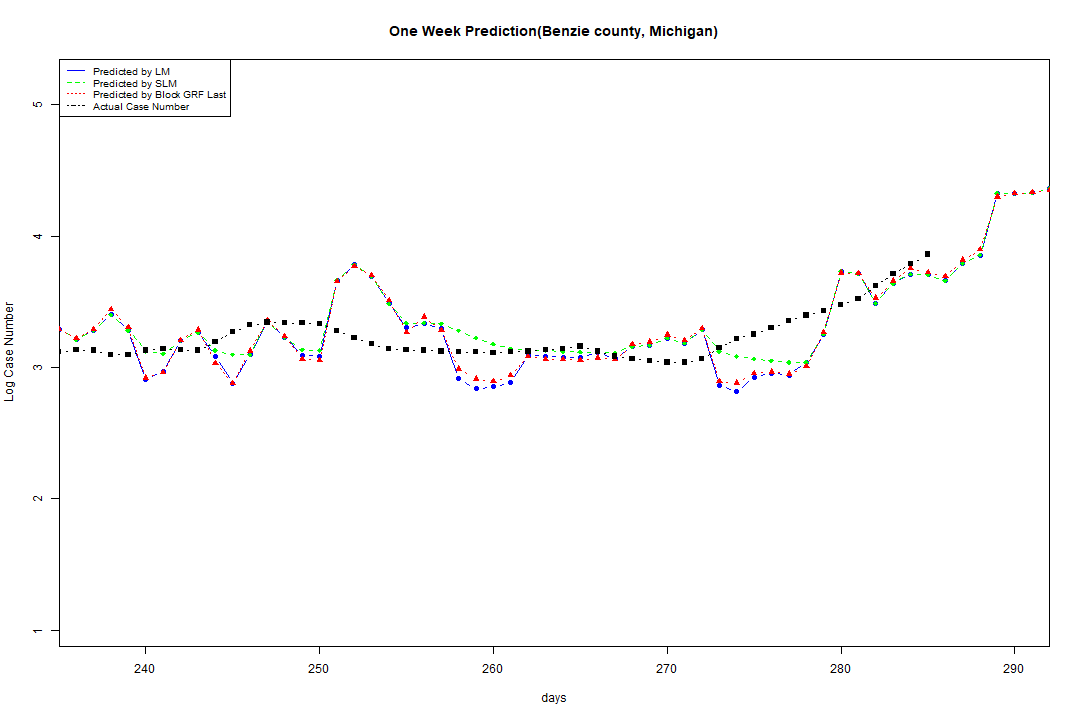 One Week Prediction(Benzie county, Michigan)
Predicted by LM
Predicted by SLM
Predicted by Block GRF Last
Actual Case Number
5
4
3
2
1
Log Case Number
240 250 260 270 280 290
days